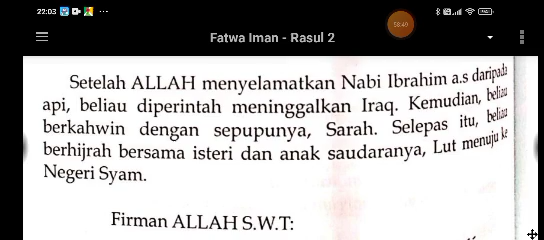 22:03
58:49
Fatwa Iman - Rasul 2
Setelah ALLAH menyelamatkan Nabi Ibrahim a.s daripada
api, beliau diperintah meninggalkan Iraq. Kemudian, beliau
berkahwin dengan sepupunya, Sarah. Selepas itu, beliau
berhijrah bersama isteri dan anak saudaranya, Lut menuju ke
Negeri Syam.
Firman ALLAH S.W.T: